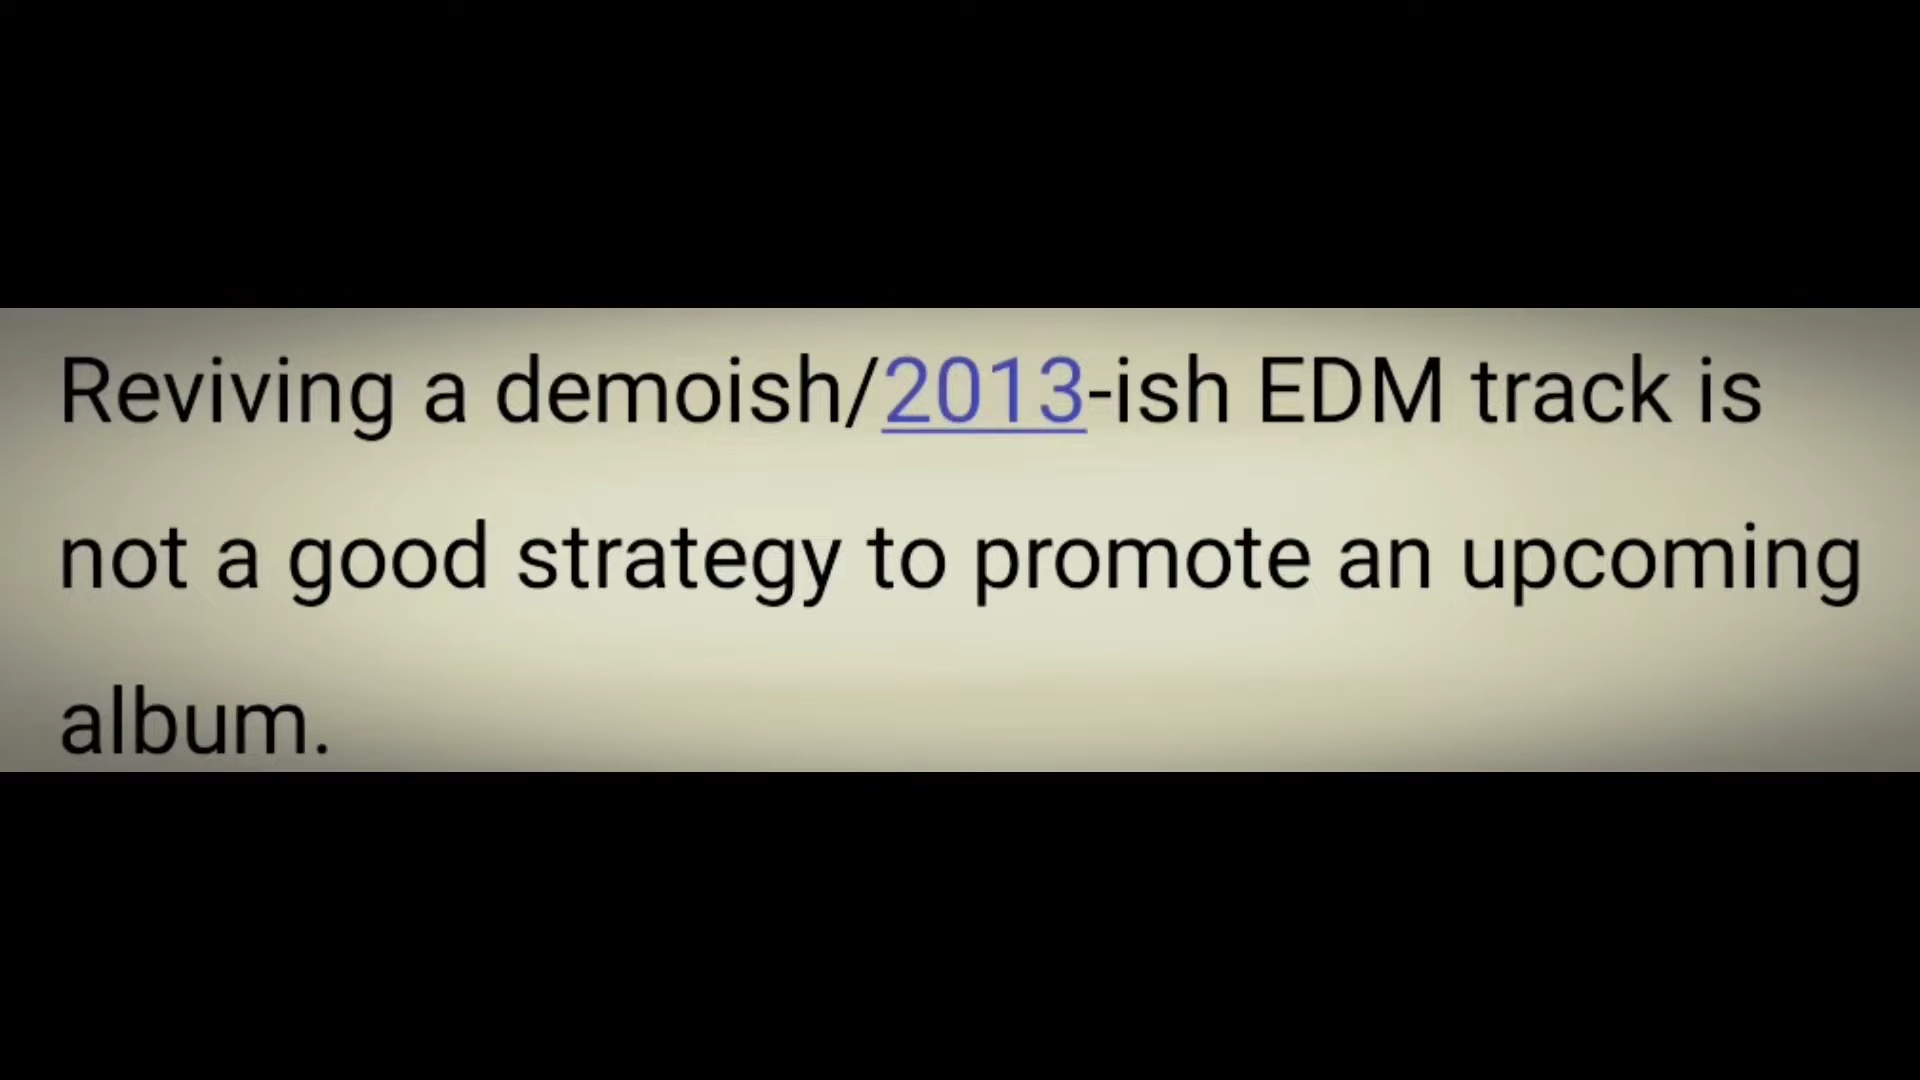 Reviving a demoish/2013-ish EDM track is
not a good strategy to promote an upcoming
album.